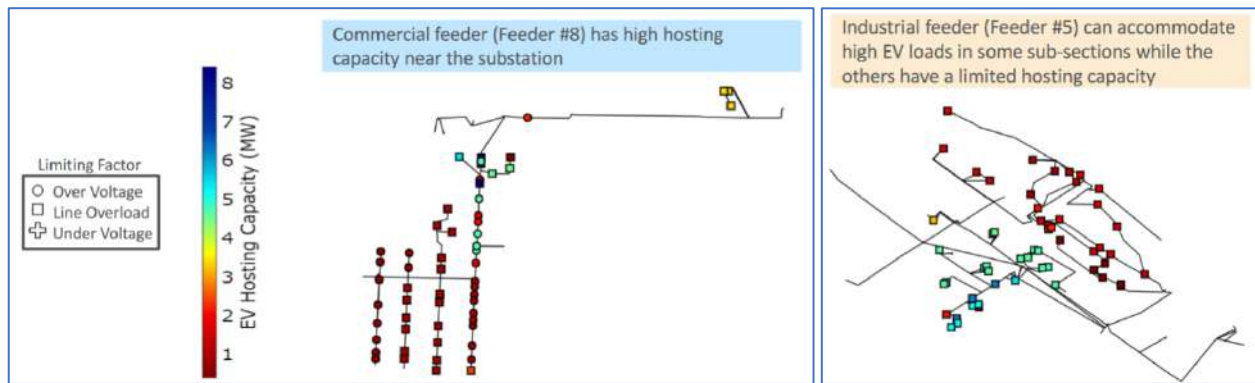 Commercial feeder (Feeder #8) has high hosting
capacity near the substation
Industrial feeder (Feeder #5) can accommodate
high EV loads in some sub-sections while the
others have a limited hosting capacity
Limiting Factor
Over Voltage
Line Overload
Under Voltage
EV Hosting Capacity (MW)
8
7
6
5
4
3
2
1